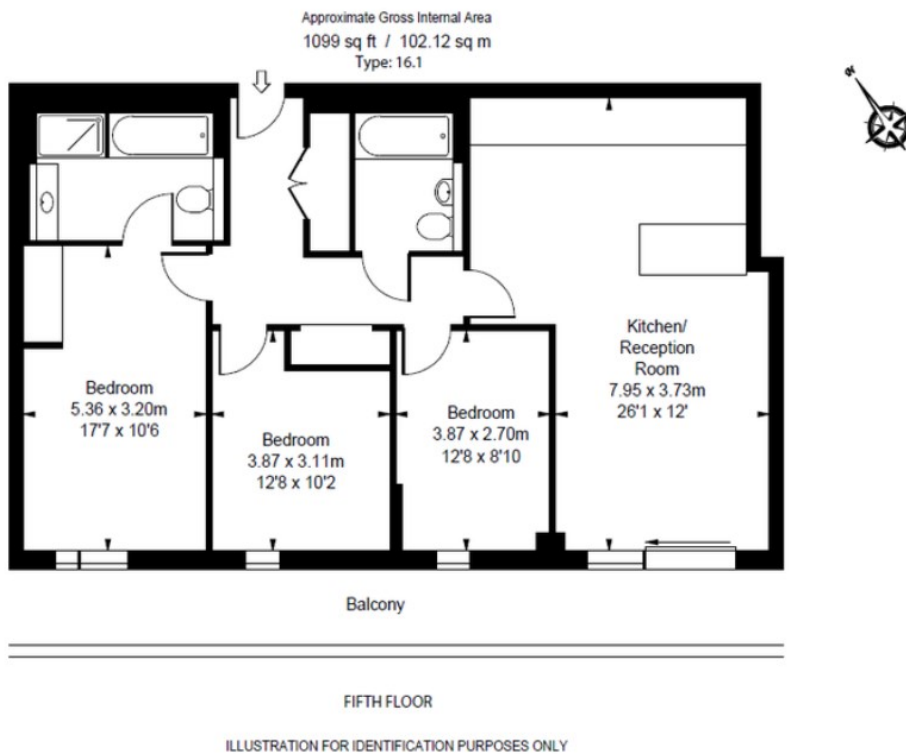 Approximate Gross Internal Area
1099 sq ft / 102.12 sq m
Type: 16.1
N
Kitchen/
Reception
Room
7.95 x 3.73m
26'1 x 12'
Bedroom
5.36 x 3.20m
17'7 x 10'6
Bedroom
3.87 x 3.11m
12'8 x 10'2
Bedroom
3.87 x 2.70m
12'8 x 8'10
Balcony
FIFTH FLOOR
ILLUSTRATION FOR IDENTIFICATION PURPOSES ONLY